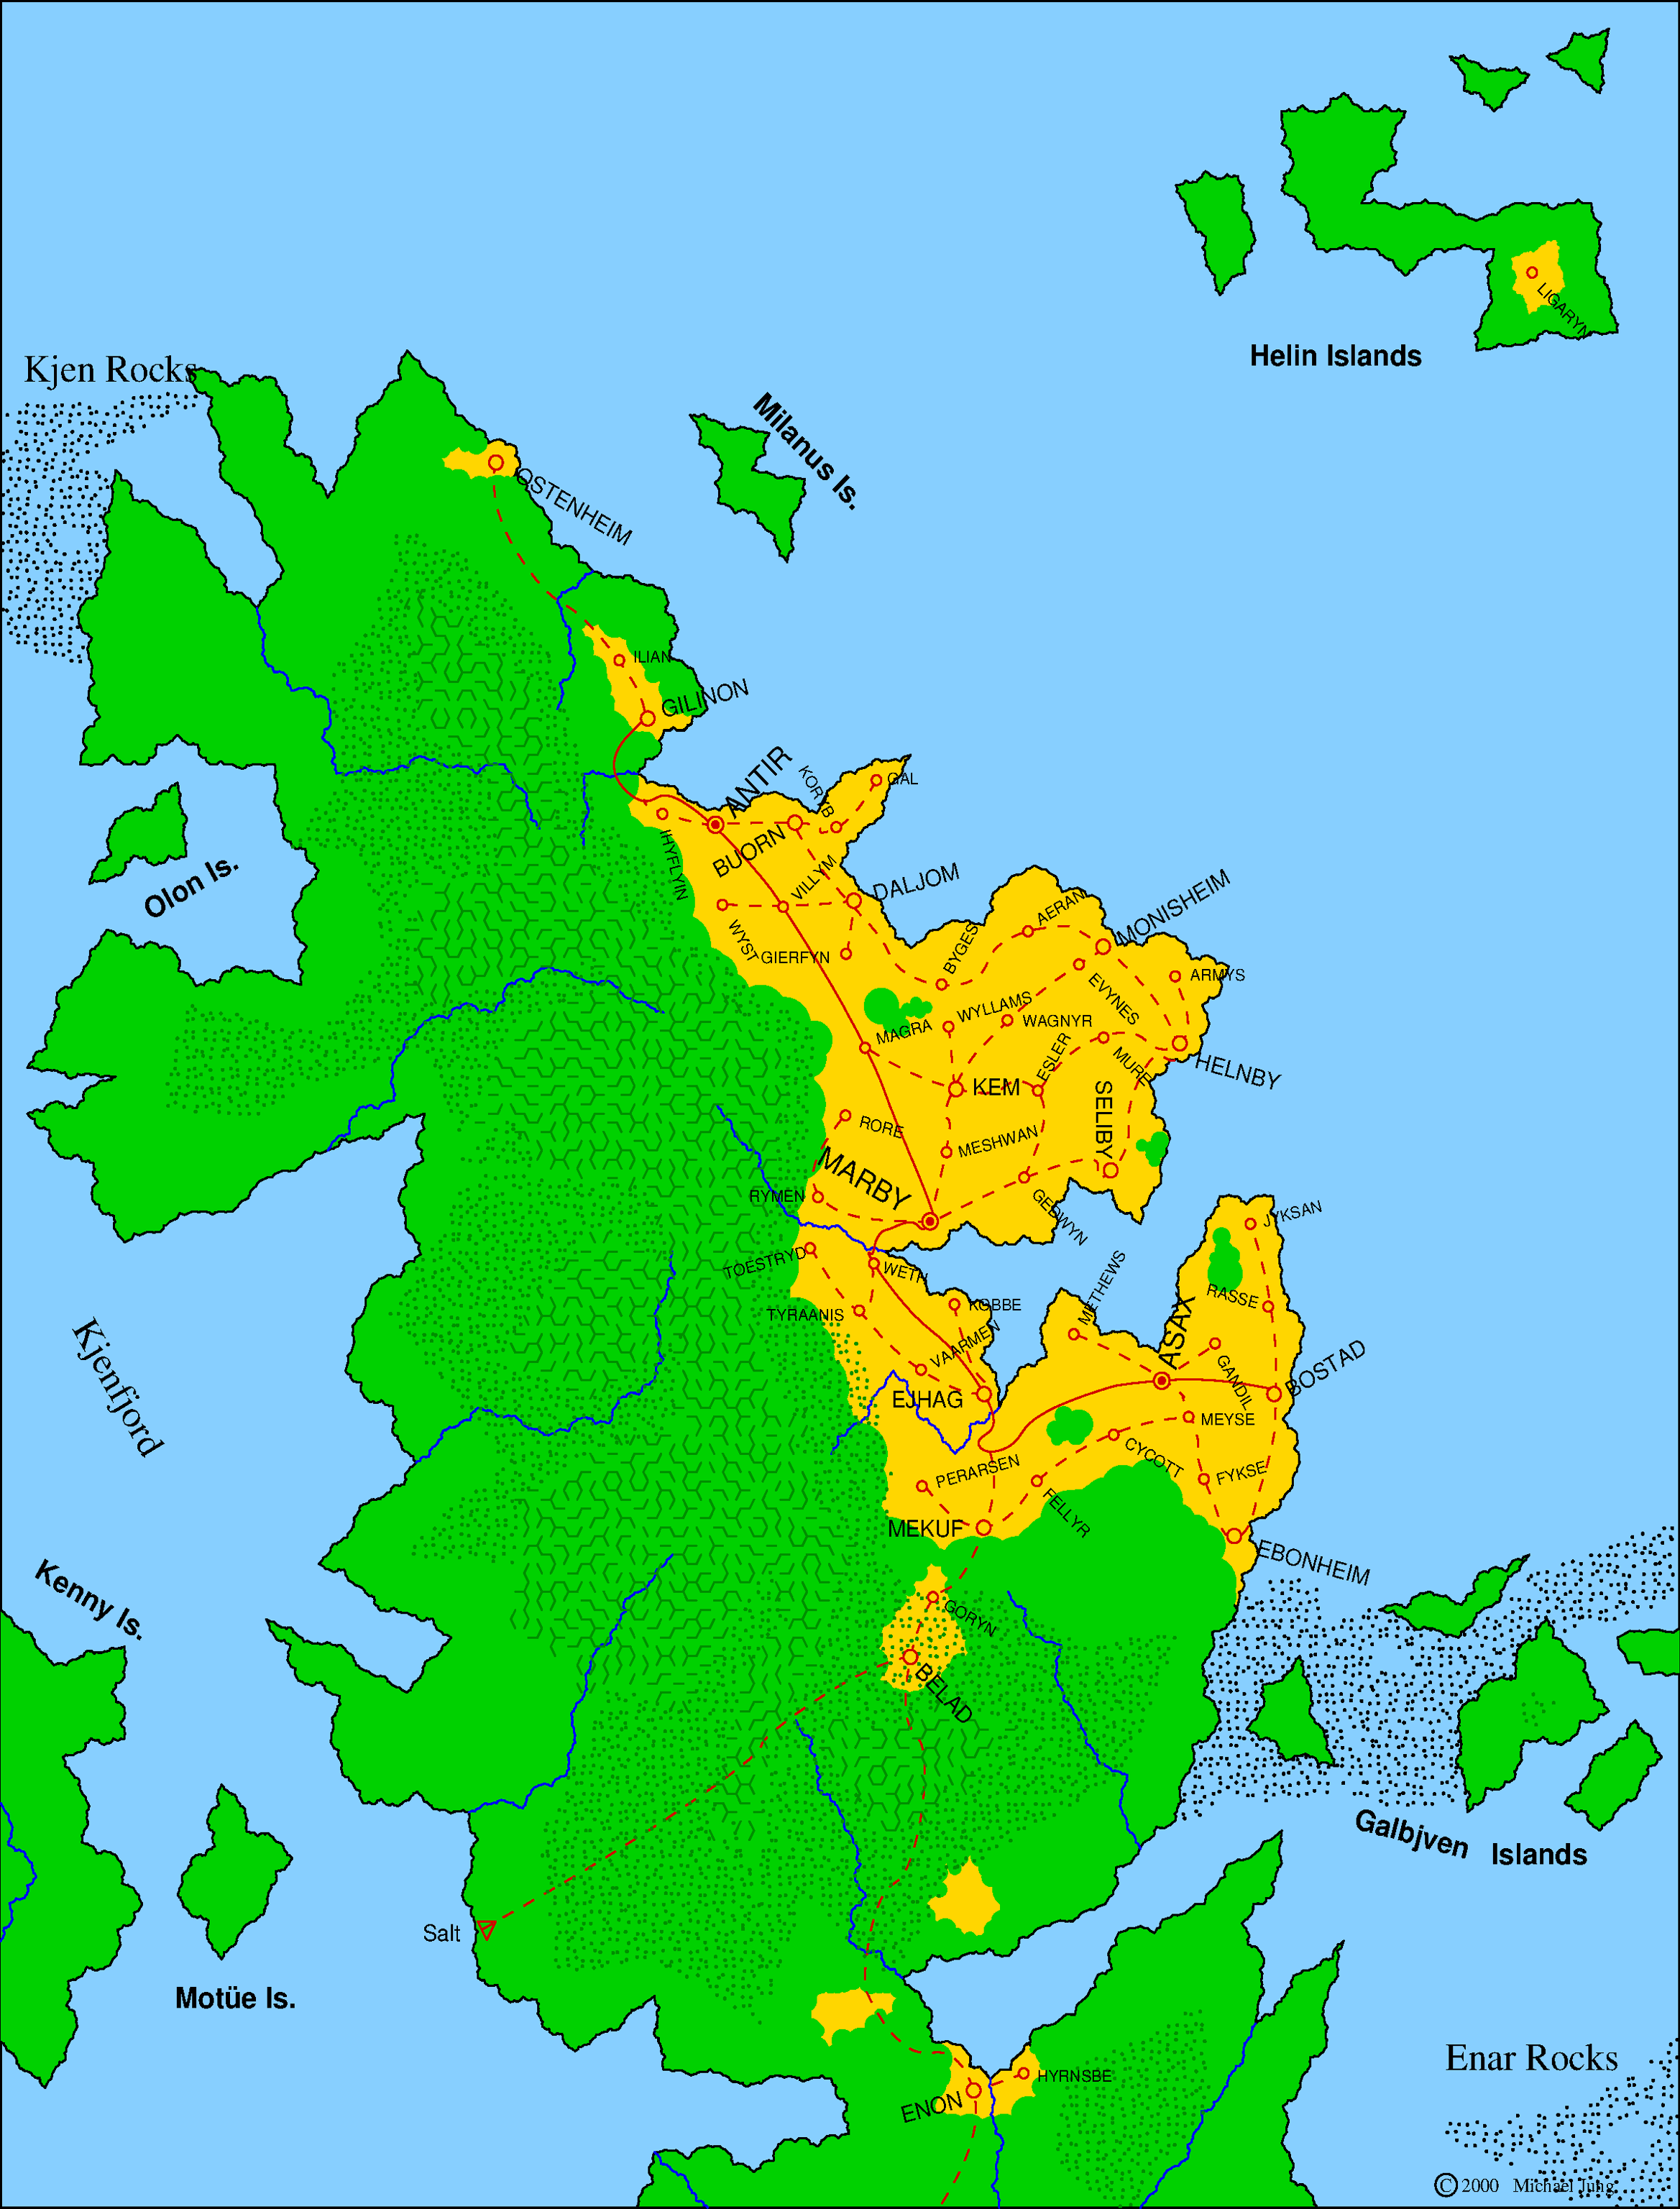 Helin Islands
LIGARYN
Kjen Rocks
Milanus Is.
OSTENHEIM
ILIAN
GILINON
ANTIR
KORYB
GAL
IHYFLYIN
BUORN
VILLYM
DALJOM
Olon Is.
WYST
GIERFYN
BYGES
AERAN
MONISHEIM
ARMYS
EVYNES
WYLLAMS
WAGNYR
MAGRA
ESLER
MURE
HELNBY
KEM
SELIBY
RORE
MESHWAN
MARBY
RYMEN
GEDWYN
JYKSAN
TOESTRYD
WETH
METHEWS
KOBBE
RASSE
TYRAANIS
ASAX
VAARMEN
GANDIL
BOSTAD
Kjenfjord
EJHAG
MEYSE
CYCOTT
PERARSEN
FYKSE
FELLYR
MEKUF
EBONHEIM
Kenny Is.
GORYN
BELAD
Galbjven Islands
Salt
Motüe Is.
Enar Rocks
HYRNSBE
ENON
© 2000 Michael Jung